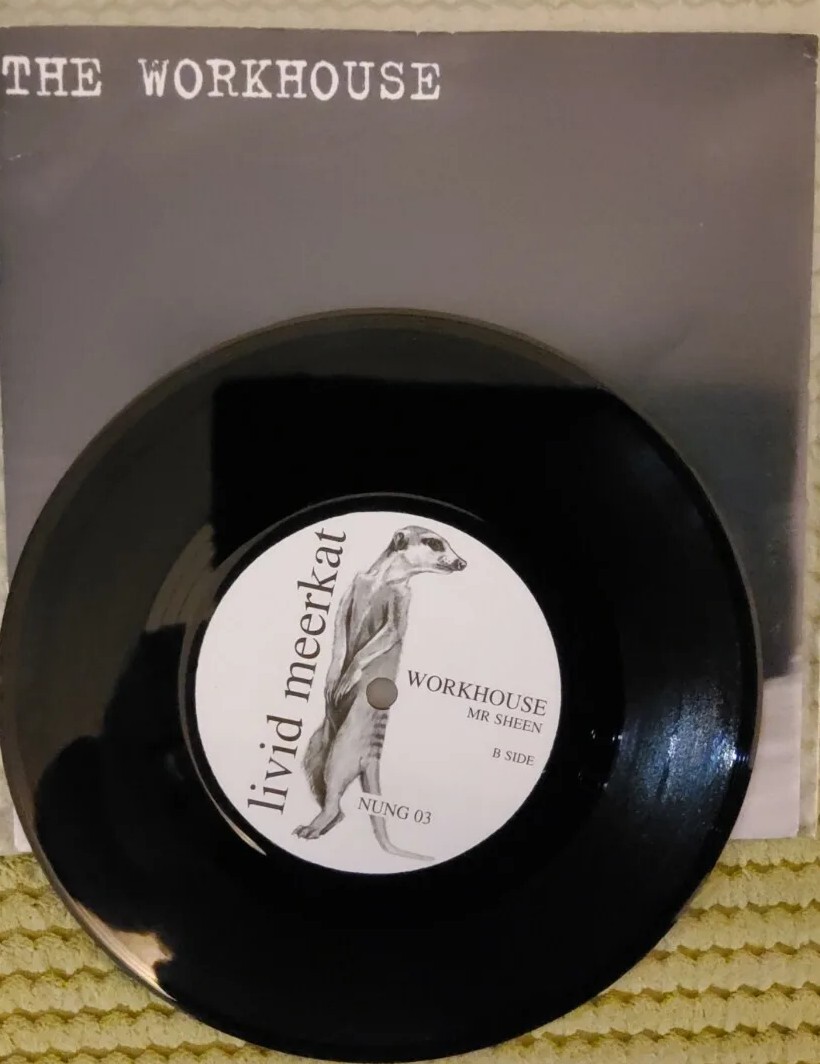 THE WORKHOUSE
livid meerkat
WORKHOUSE
MR SHEEN
B SIDE
NUNG 03